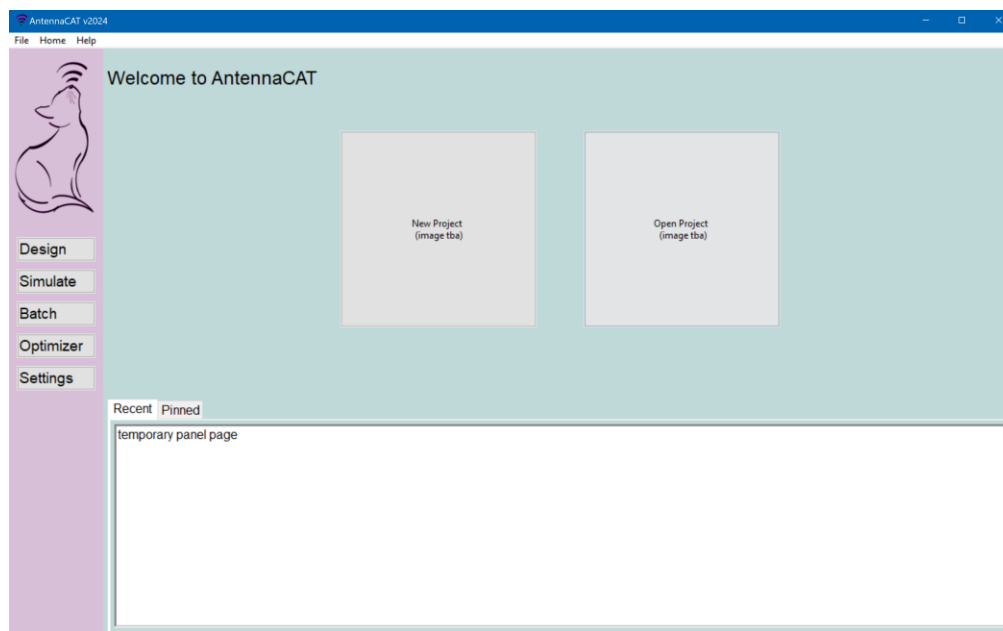 AntennaCAT v2024
File Home Help
Welcome to AntennaCAT
New Project
(image tba)
Open Project
(image tba)
Design
Simulate
Batch
Optimizer
Settings
Recent Pinned
temporary panel page